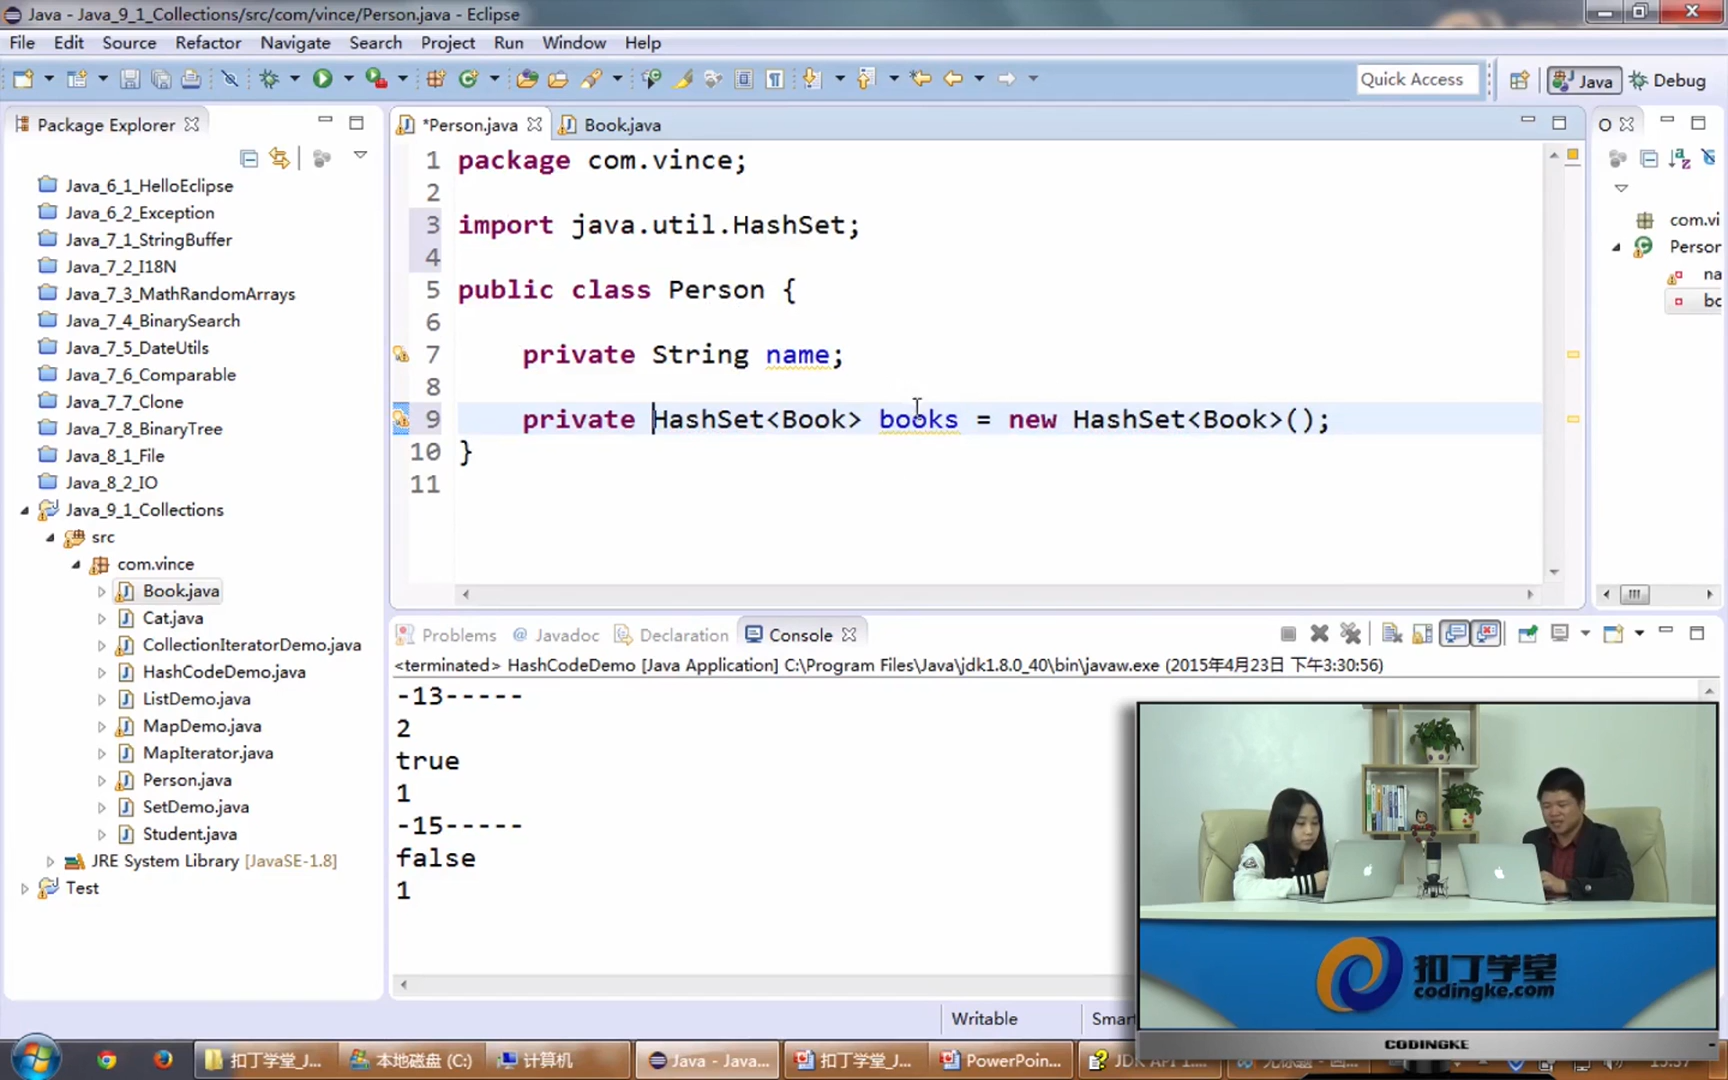 Java - Java_9_1_Collections/src/com/vince/Person.java - Eclipse
File Edit Source Refactor Navigate Search Project Run Window Help
Quick Access Java Debug
Package Explorer
Java_6_1_HelloEclipse
Java_6_2_Exception
Java_7_1_StringBuffer
Java_7_2_I18N
Java_7_3_MathRandomArrays
Java_7_4_BinarySearch
Java_7_5_DateUtils
Java_7_6_Comparable
Java_7_7_Clone
Java_7_8_BinaryTree
Java_8_1_File
Java_8_2_IO
Java_9_1_Collections
src
com.vince
Book.java
Cat.java
CollectionIteratorDemo.java
HashCodeDemo.java
ListDemo.java
MapDemo.java
MapIterator.java
Person.java
SetDemo.java
Student.java
JRE System Library [JavaSE-1.8]
Test
*Person.java Book.java
1 package com.vince;
2
3 import java.util.HashSet;
4
5 public class Person {
6
7 private String name;
8
9 private HashSet<Book> books = new HashSet<Book>();
10 }
11
com.vi
Person
na
bo
Problems @ Javadoc Declaration Console
<terminated> HashCodeDemo [Java Application] C:\Program Files\Java\jdk1.8.0_40\bin\javaw.exe (2015年4月23日 下午3:30:56)
-13-----
2
true
1
-15-----
false
1
扣丁学堂
codingke.com
CODINGKE
Writable Smar
扣丁学堂_J... 本地磁盘 (C:) 计算机 Java - Java... 扣丁学堂_J... PowerPoin... JDK API 1...